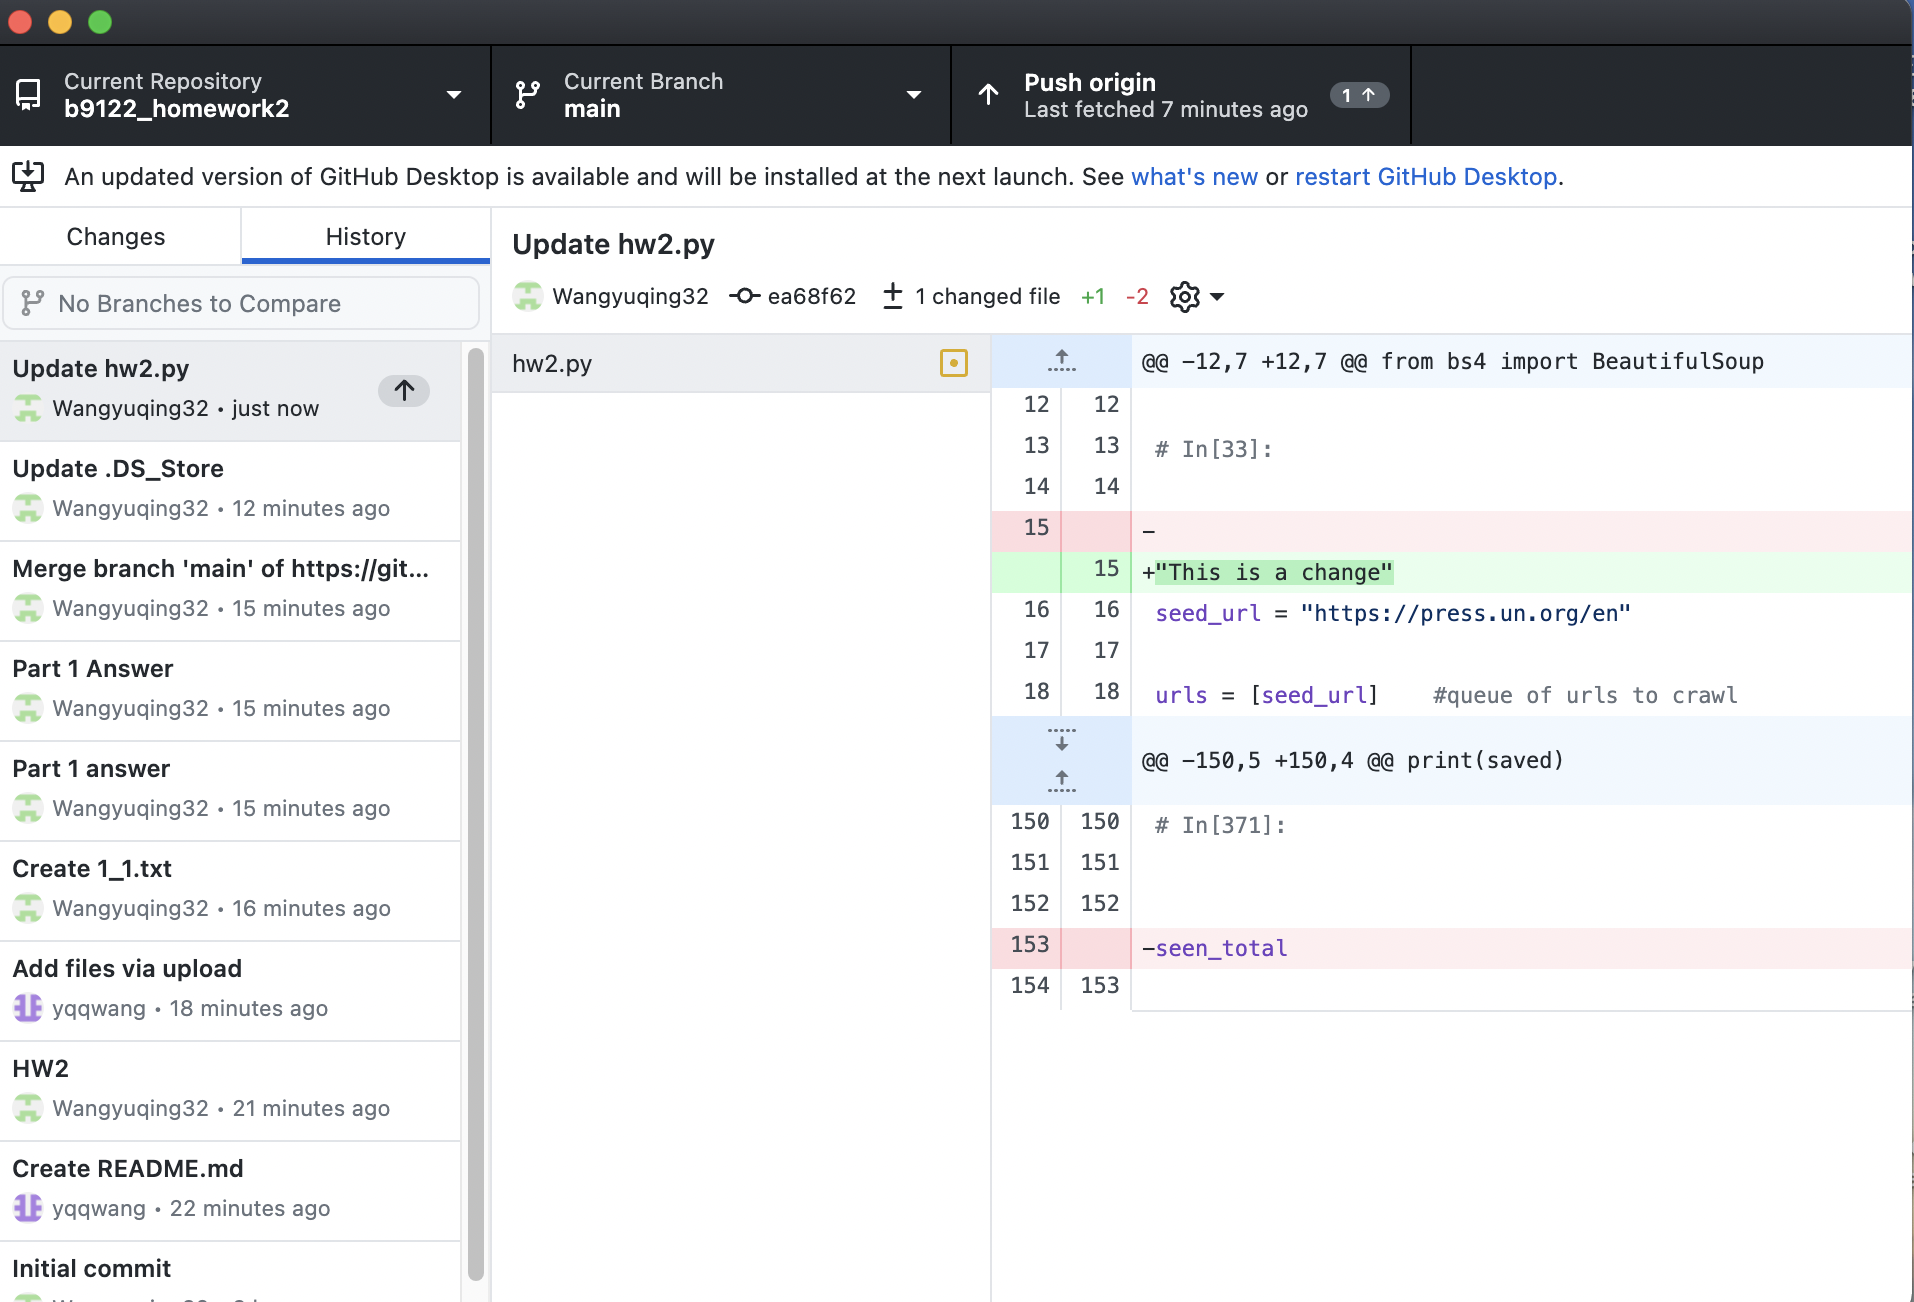 Current Repository
b9122_homework2
Current Branch
main
Push origin
Last fetched 7 minutes ago
1
An updated version of GitHub Desktop is available and will be installed at the next launch. See what's new or restart GitHub Desktop.
Changes
History
No Branches to Compare
Update hw2.py
Wangyuqing32 • just now
Update .DS_Store
Wangyuqing32 • 12 minutes ago
Merge branch 'main' of https://git...
Wangyuqing32 • 15 minutes ago
Part 1 Answer
Wangyuqing32 • 15 minutes ago
Part 1 answer
Wangyuqing32 • 15 minutes ago
Create 1_1.txt
Wangyuqing32 • 16 minutes ago
Add files via upload
yqqwang • 18 minutes ago
HW2
Wangyuqing32 • 21 minutes ago
Create README.md
yqqwang • 22 minutes ago
Initial commit
Update hw2.py
Wangyuqing32 ea68f62 1 changed file +1 -2
hw2.py
@@ -12,7 +12,7 @@ from bs4 import BeautifulSoup
12 12
13 13 # In[33]:
14 14
15 -
15 +"This is a change"
16 16 seed_url = "https://press.un.org/en"
17 17
18 18 urls = [seed_url]    #queue of urls to crawl
@@ -150,5 +150,4 @@ print(saved)
150 150 # In[371]:
151 151
152 152
153 -seen_total
154 153